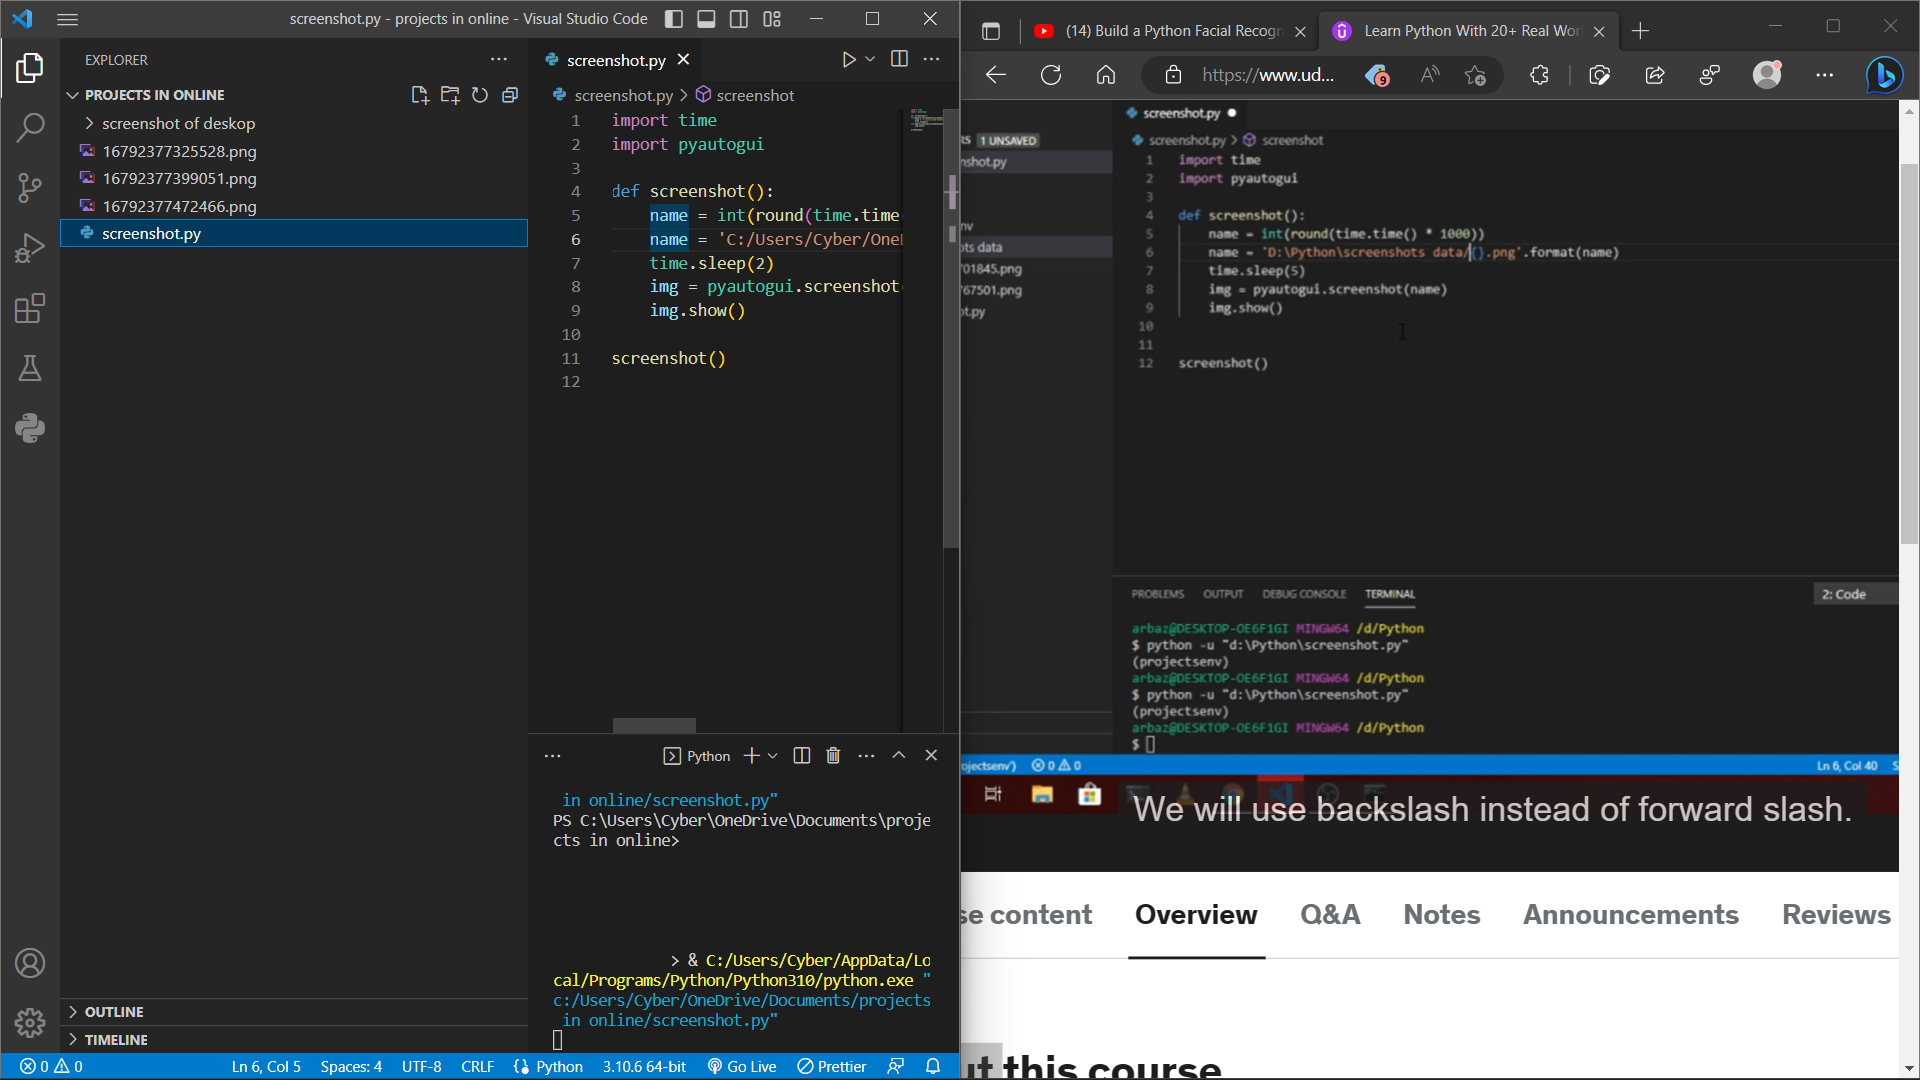 screenshot.py - projects in online - Visual Studio Code
EXPLORER
PROJECTS IN ONLINE
screenshot of deskop
16792377325528.png
16792377399051.png
16792377472466.png
screenshot.py
OUTLINE
TIMELINE
screenshot.py
screenshot.py > screenshot
1 import time
2 import pyautogui
3
4 def screenshot():
5 name = int(round(time.time
6 name = 'C:/Users/Cyber/One
7 time.sleep(2)
8 img = pyautogui.screenshot
9 img.show()
10
11 screenshot()
12
Python
in online/screenshot.py"
PS C:\Users\Cyber\OneDrive\Documents\proje
cts in online>
> & C:/Users/Cyber/AppData/Lo
cal/Programs/Python/Python310/python.exe "
c:/Users/Cyber/OneDrive/Documents/projects
in online/screenshot.py"
0 0 Ln 6, Col 5 Spaces: 4 UTF-8 CRLF Python 3.10.6 64-bit Go Live Prettier
(14) Build a Python Facial Recogn
Learn Python With 20+ Real Wor
https://www.ud...
9
screenshot.py
RS 1 UNSAVED
nshot.py
nv
ots data
701845.png
767501.png
ot.py
screenshot.py > screenshot
1 import time
2 import pyautogui
3
4 def screenshot():
5 name = int(round(time.time() * 1000))
6 name = 'D:\Python\screenshots data/{}.png'.format(name)
7 time.sleep(5)
8 img = pyautogui.screenshot(name)
9 img.show()
10
11
12 screenshot()
PROBLEMS OUTPUT DEBUG CONSOLE TERMINAL 2: Code
arbaz@DESKTOP-OE6F1GI MINGW64 /d/Python
$ python -u "d:\Python\screenshot.py"
(projectsenv)
arbaz@DESKTOP-OE6F1GI MINGW64 /d/Python
$ python -u "d:\Python\screenshot.py"
(projectsenv)
arbaz@DESKTOP-OE6F1GI MINGW64 /d/Python
$
ojectsenv') 0 0 Ln 6, Col 40 S
We will use backslash instead of forward slash.
se content Overview Q&A Notes Announcements Reviews
ut this course